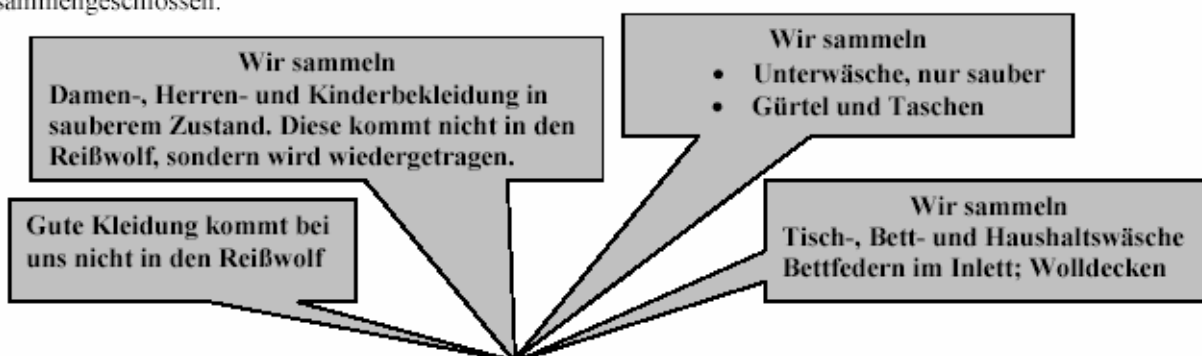 Wir sammeln
Damen-, Herren- und Kinderbekleidung in
sauberem Zustand. Diese kommt nicht in den
Reißwolf, sondern wird wiedergetragen.
Wir sammeln
• Unterwäsche, nur sauber
• Gürtel und Taschen
Gute Kleidung kommt bei
uns nicht in den Reißwolf
Wir sammeln
Tisch-, Bett- und Haushaltswäsche
Bettfedern im Inlett; Wolldecken